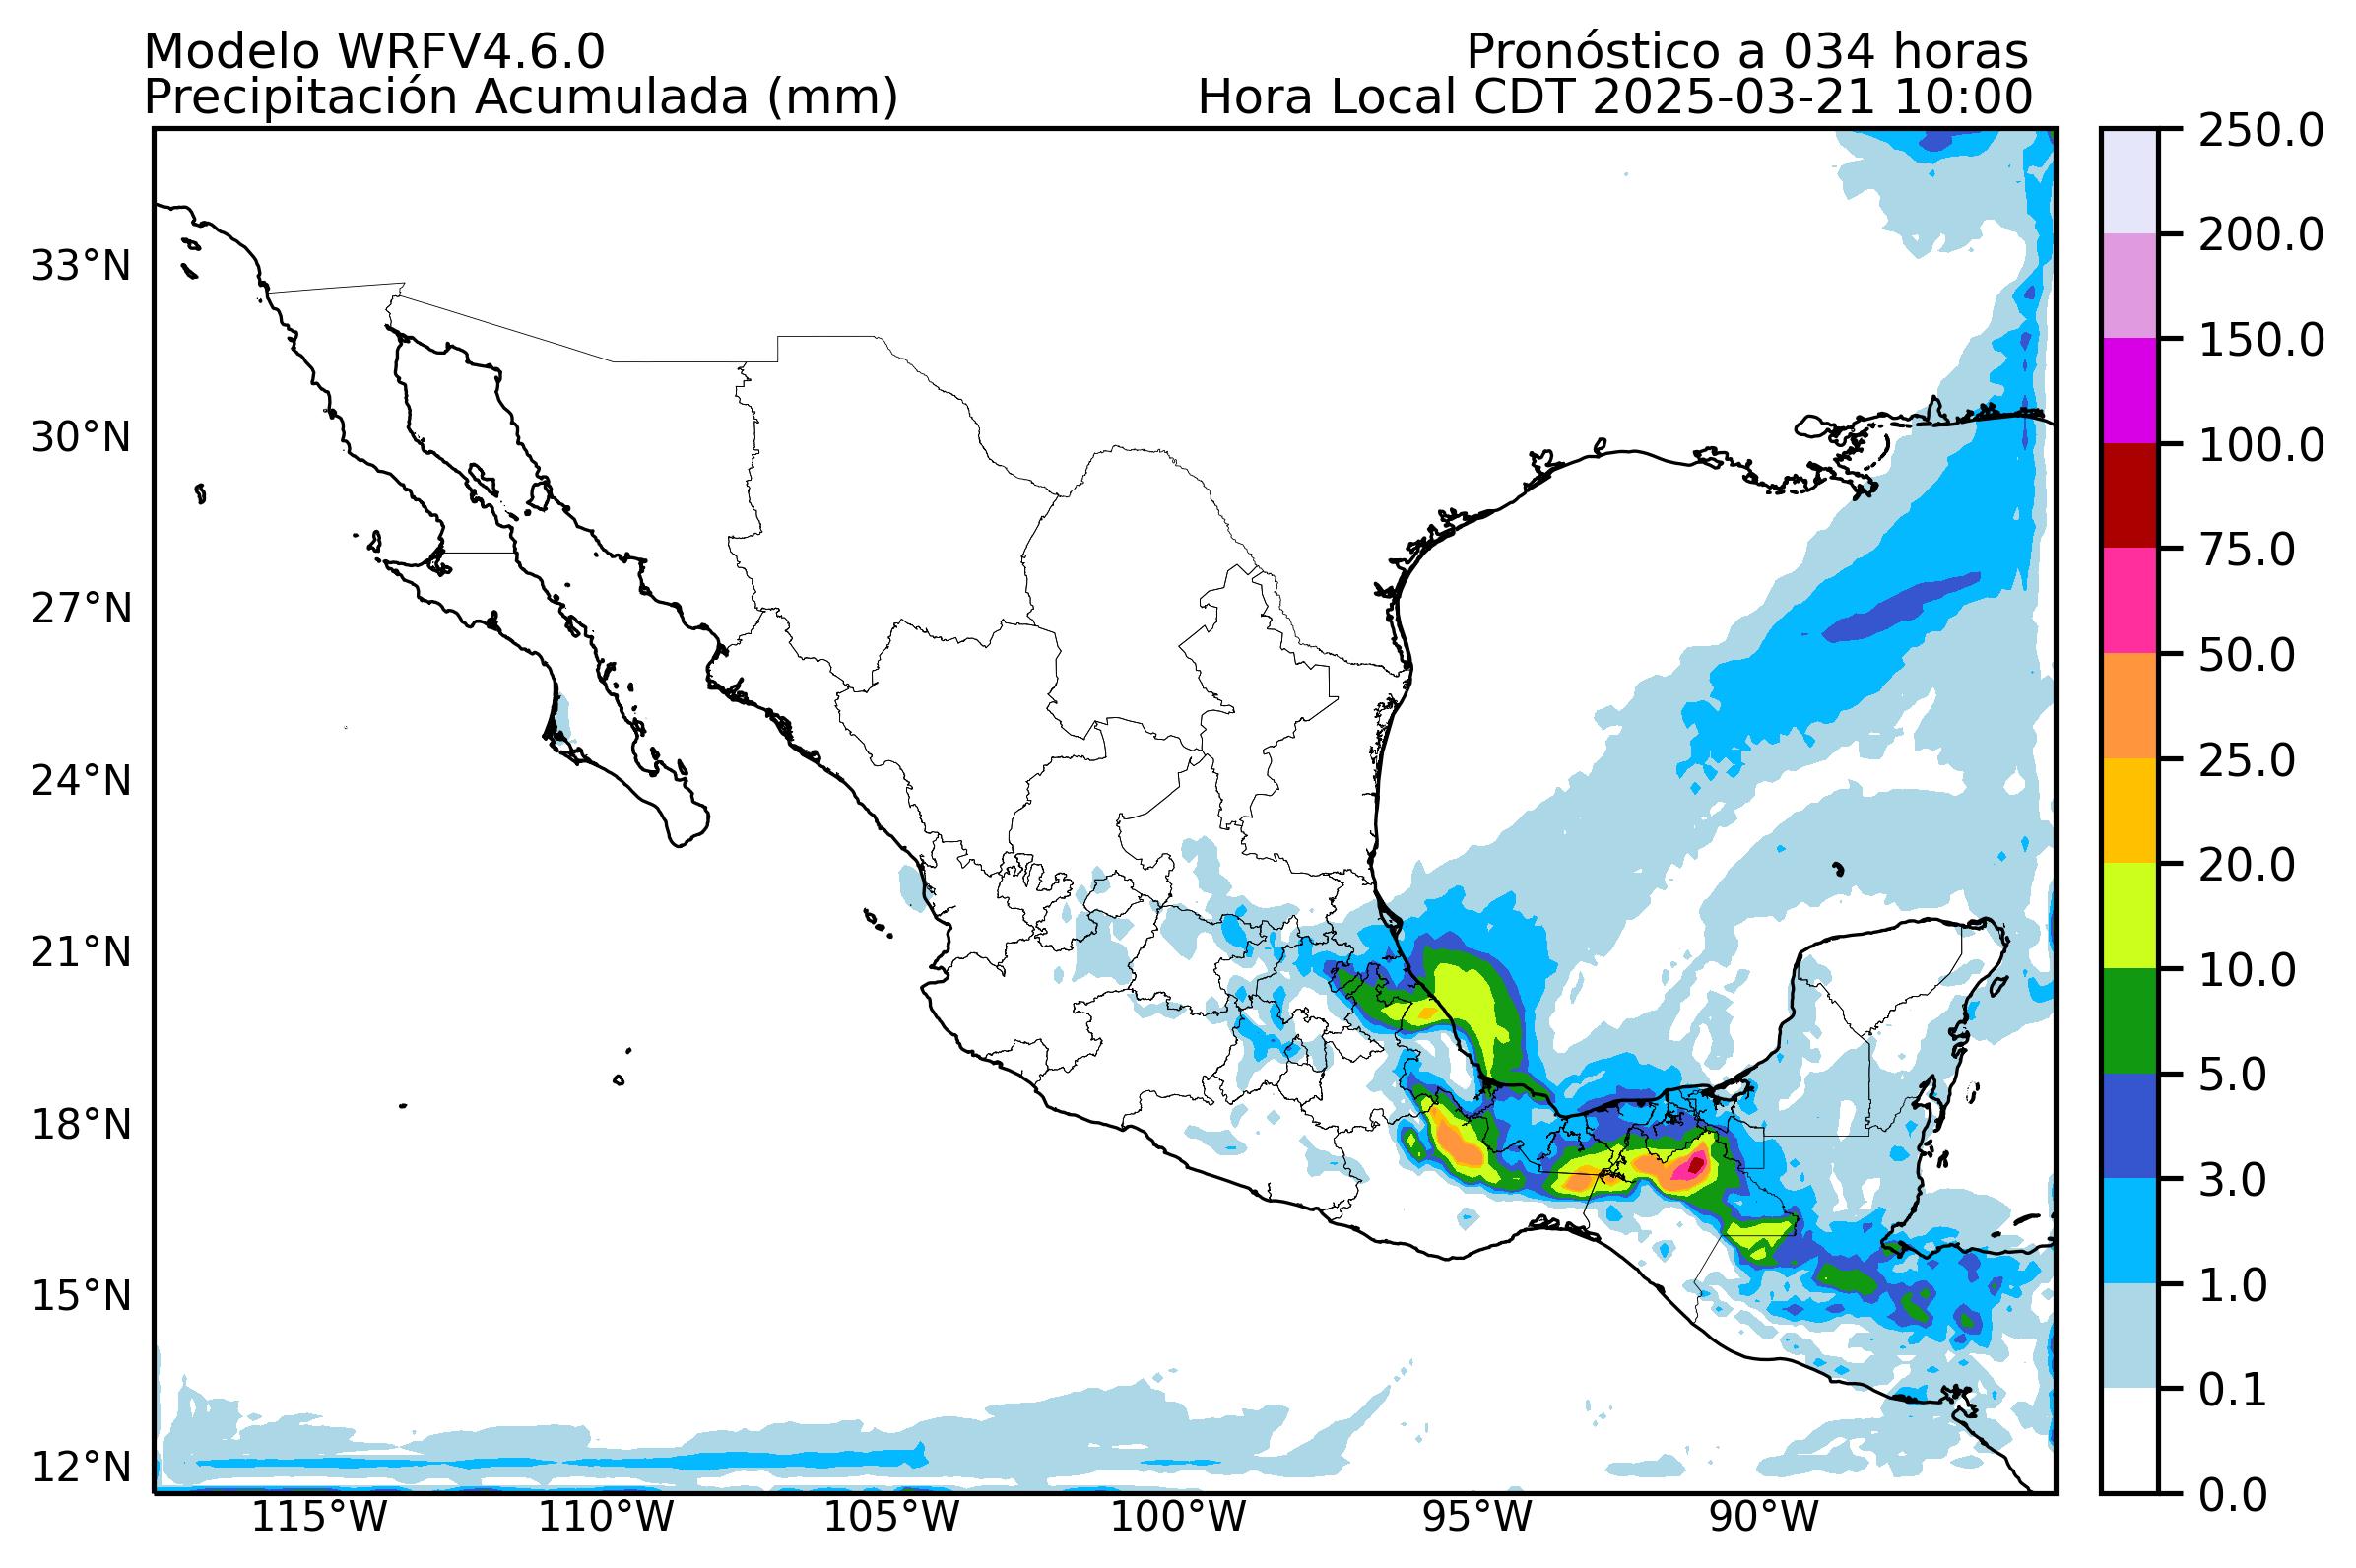 Modelo WRFV4.6.0
Pronóstico a 034 horas
Precipitación Acumulada (mm)
Hora Local CDT 2025-03-21 10:00
33°N
30°N
27°N
24°N
21°N
18°N
15°N
12°N
115°W
110°W
105°W
100°W
95°W
90°W
250.0
200.0
150.0
100.0
75.0
50.0
25.0
20.0
10.0
5.0
3.0
1.0
0.1
0.0